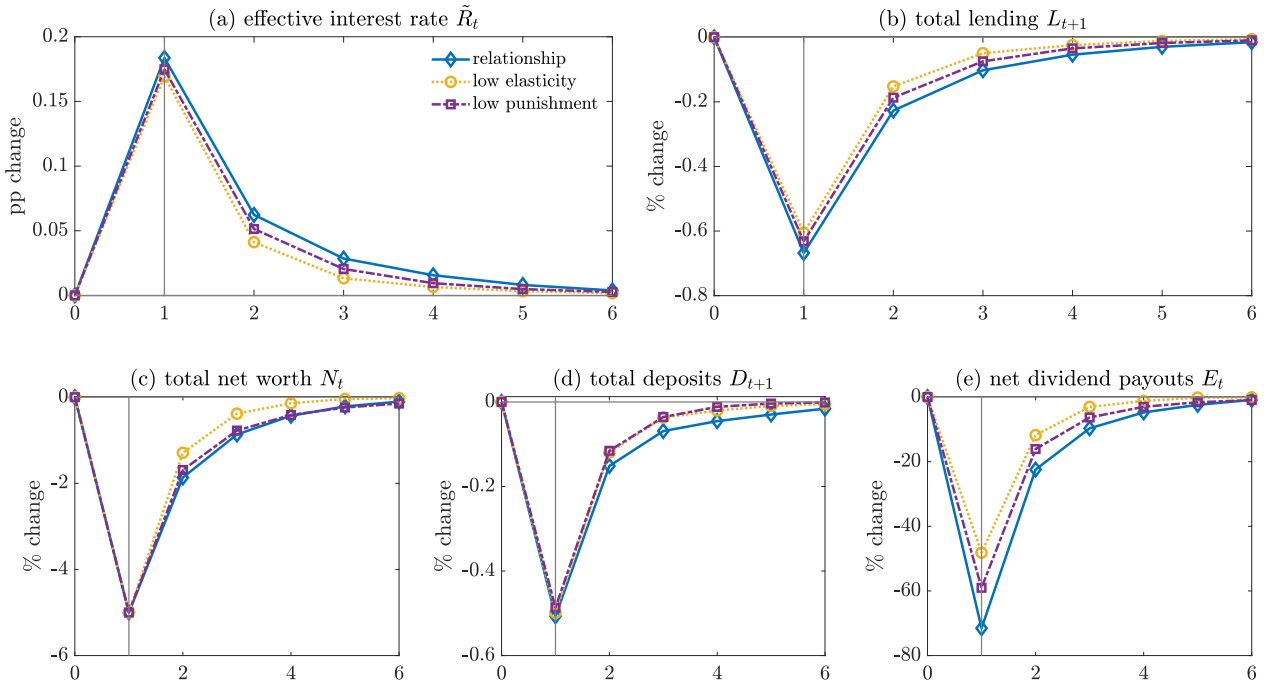 (a) effective interest rate R̃_t
0.2
0.15
0.1
0.05
0
pp change
0 1 2 3 4 5 6
relationship
low elasticity
low punishment
(b) total lending L_{t+1}
0
-0.2
-0.4
-0.6
-0.8
% change
0 1 2 3 4 5 6
(c) total net worth N_t
0
-2
-4
-6
% change
0 2 4 6
(d) total deposits D_{t+1}
0
-0.2
-0.4
-0.6
% change
0 2 4 6
(e) net dividend payouts E_t
0
-20
-40
-60
-80
% change
0 2 4 6